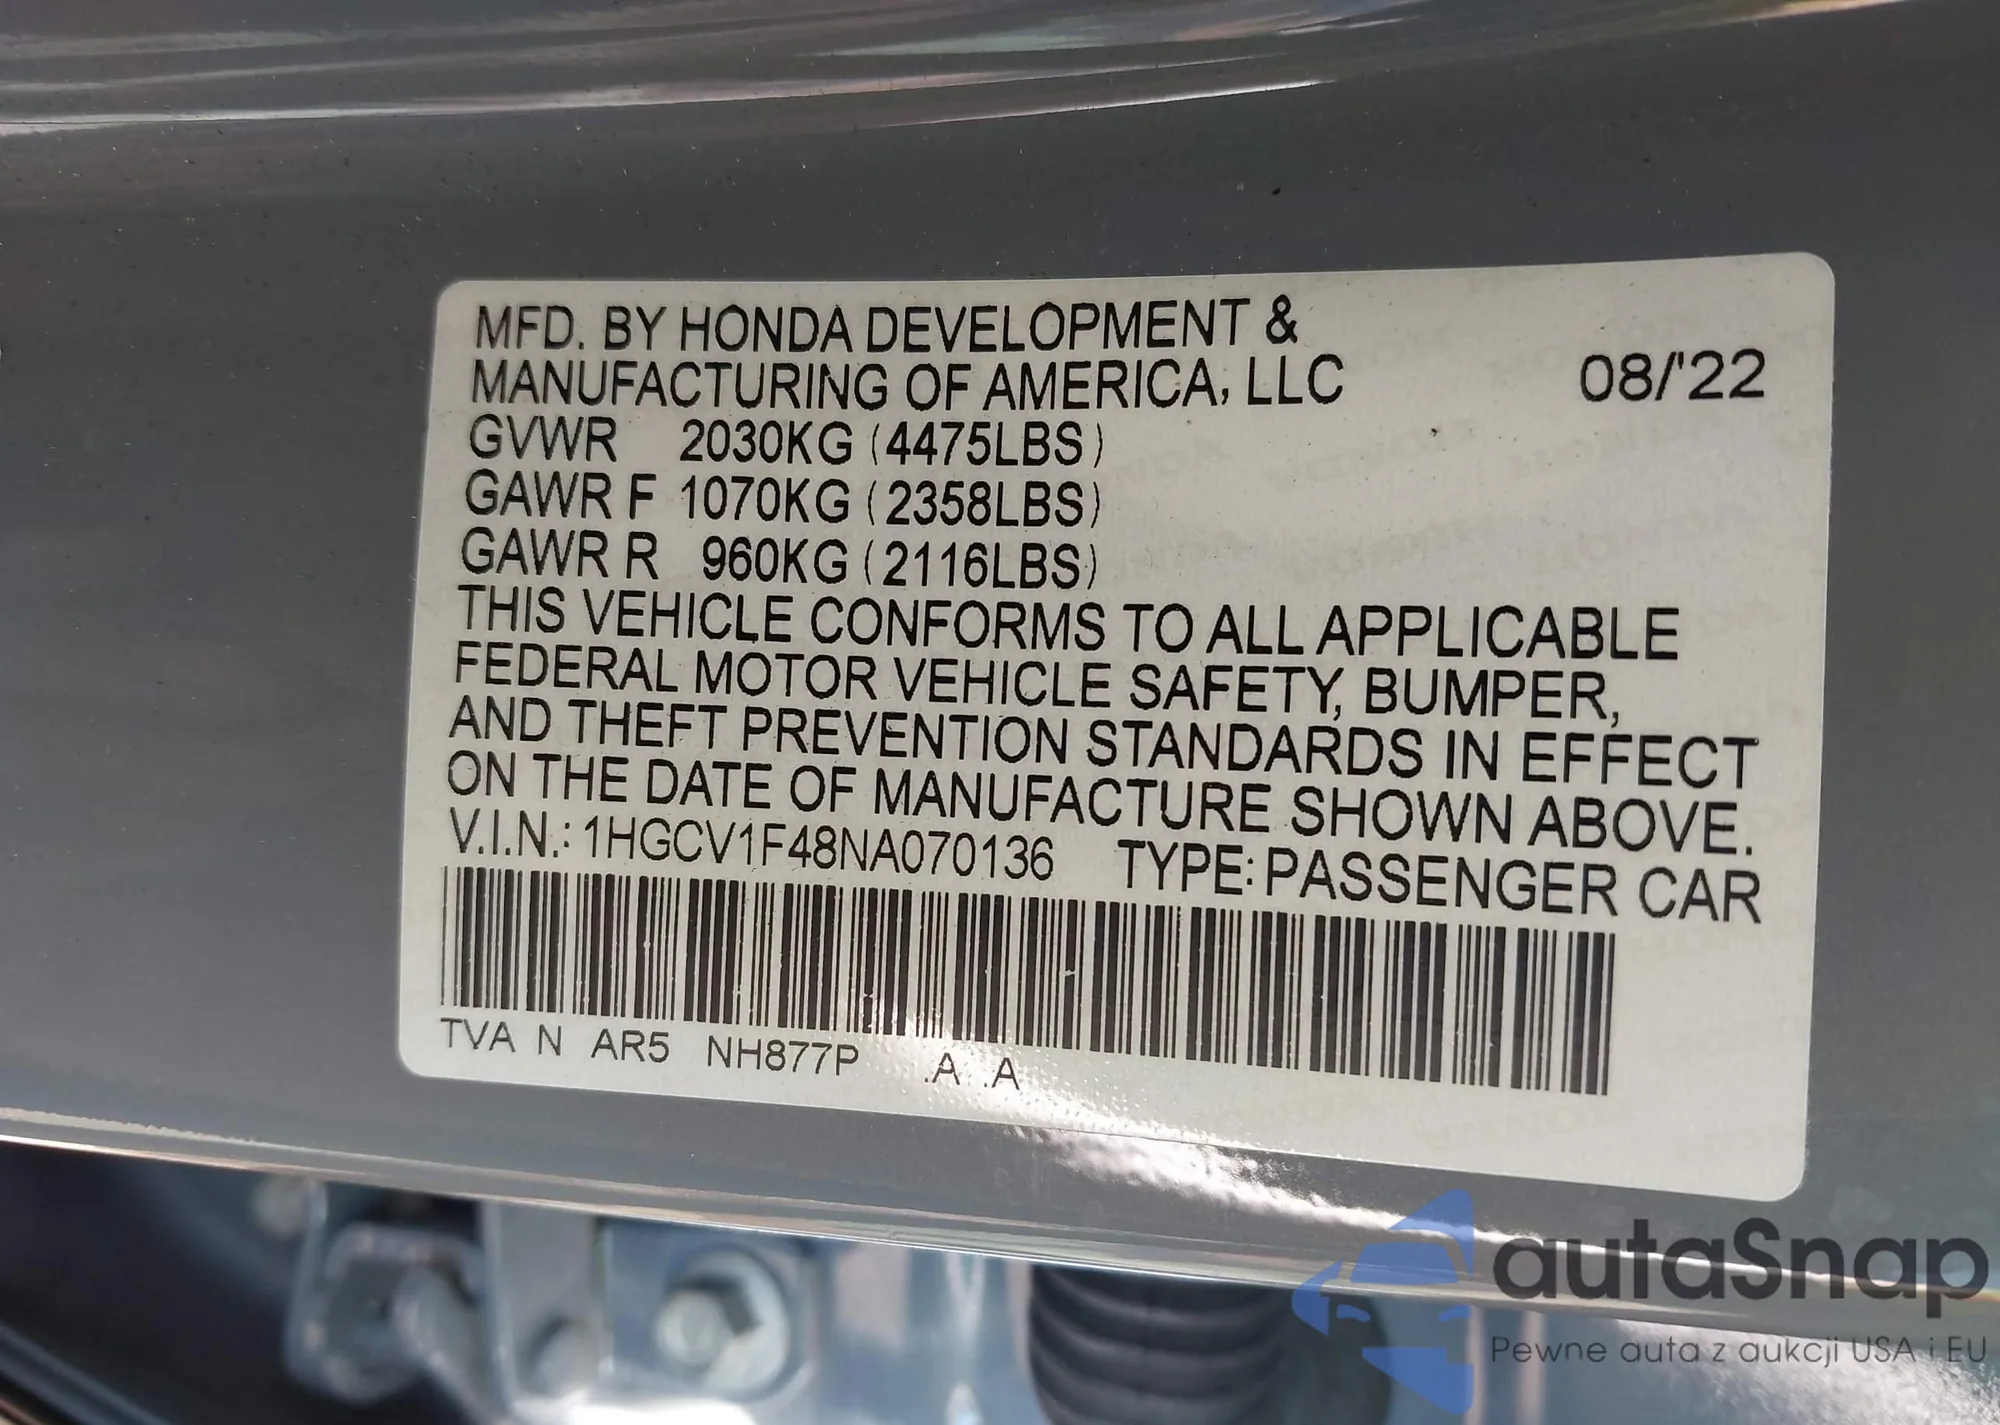 MFD. BY HONDA DEVELOPMENT &
MANUFACTURING OF AMERICA, LLC 08/'22
GVWR 2030KG (4475LBS)
GAWR F 1070KG (2358LBS)
GAWR R 960KG (2116LBS)
THIS VEHICLE CONFORMS TO ALL APPLICABLE
FEDERAL MOTOR VEHICLE SAFETY, BUMPER,
AND THEFT PREVENTION STANDARDS IN EFFECT
ON THE DATE OF MANUFACTURE SHOWN ABOVE.
V.I.N.: 1HGCV1F48NA070136 TYPE: PASSENGER CAR
TVA N AR5 NH877P .A .A
autaSnap
Pewne auta z aukcji USA i EU